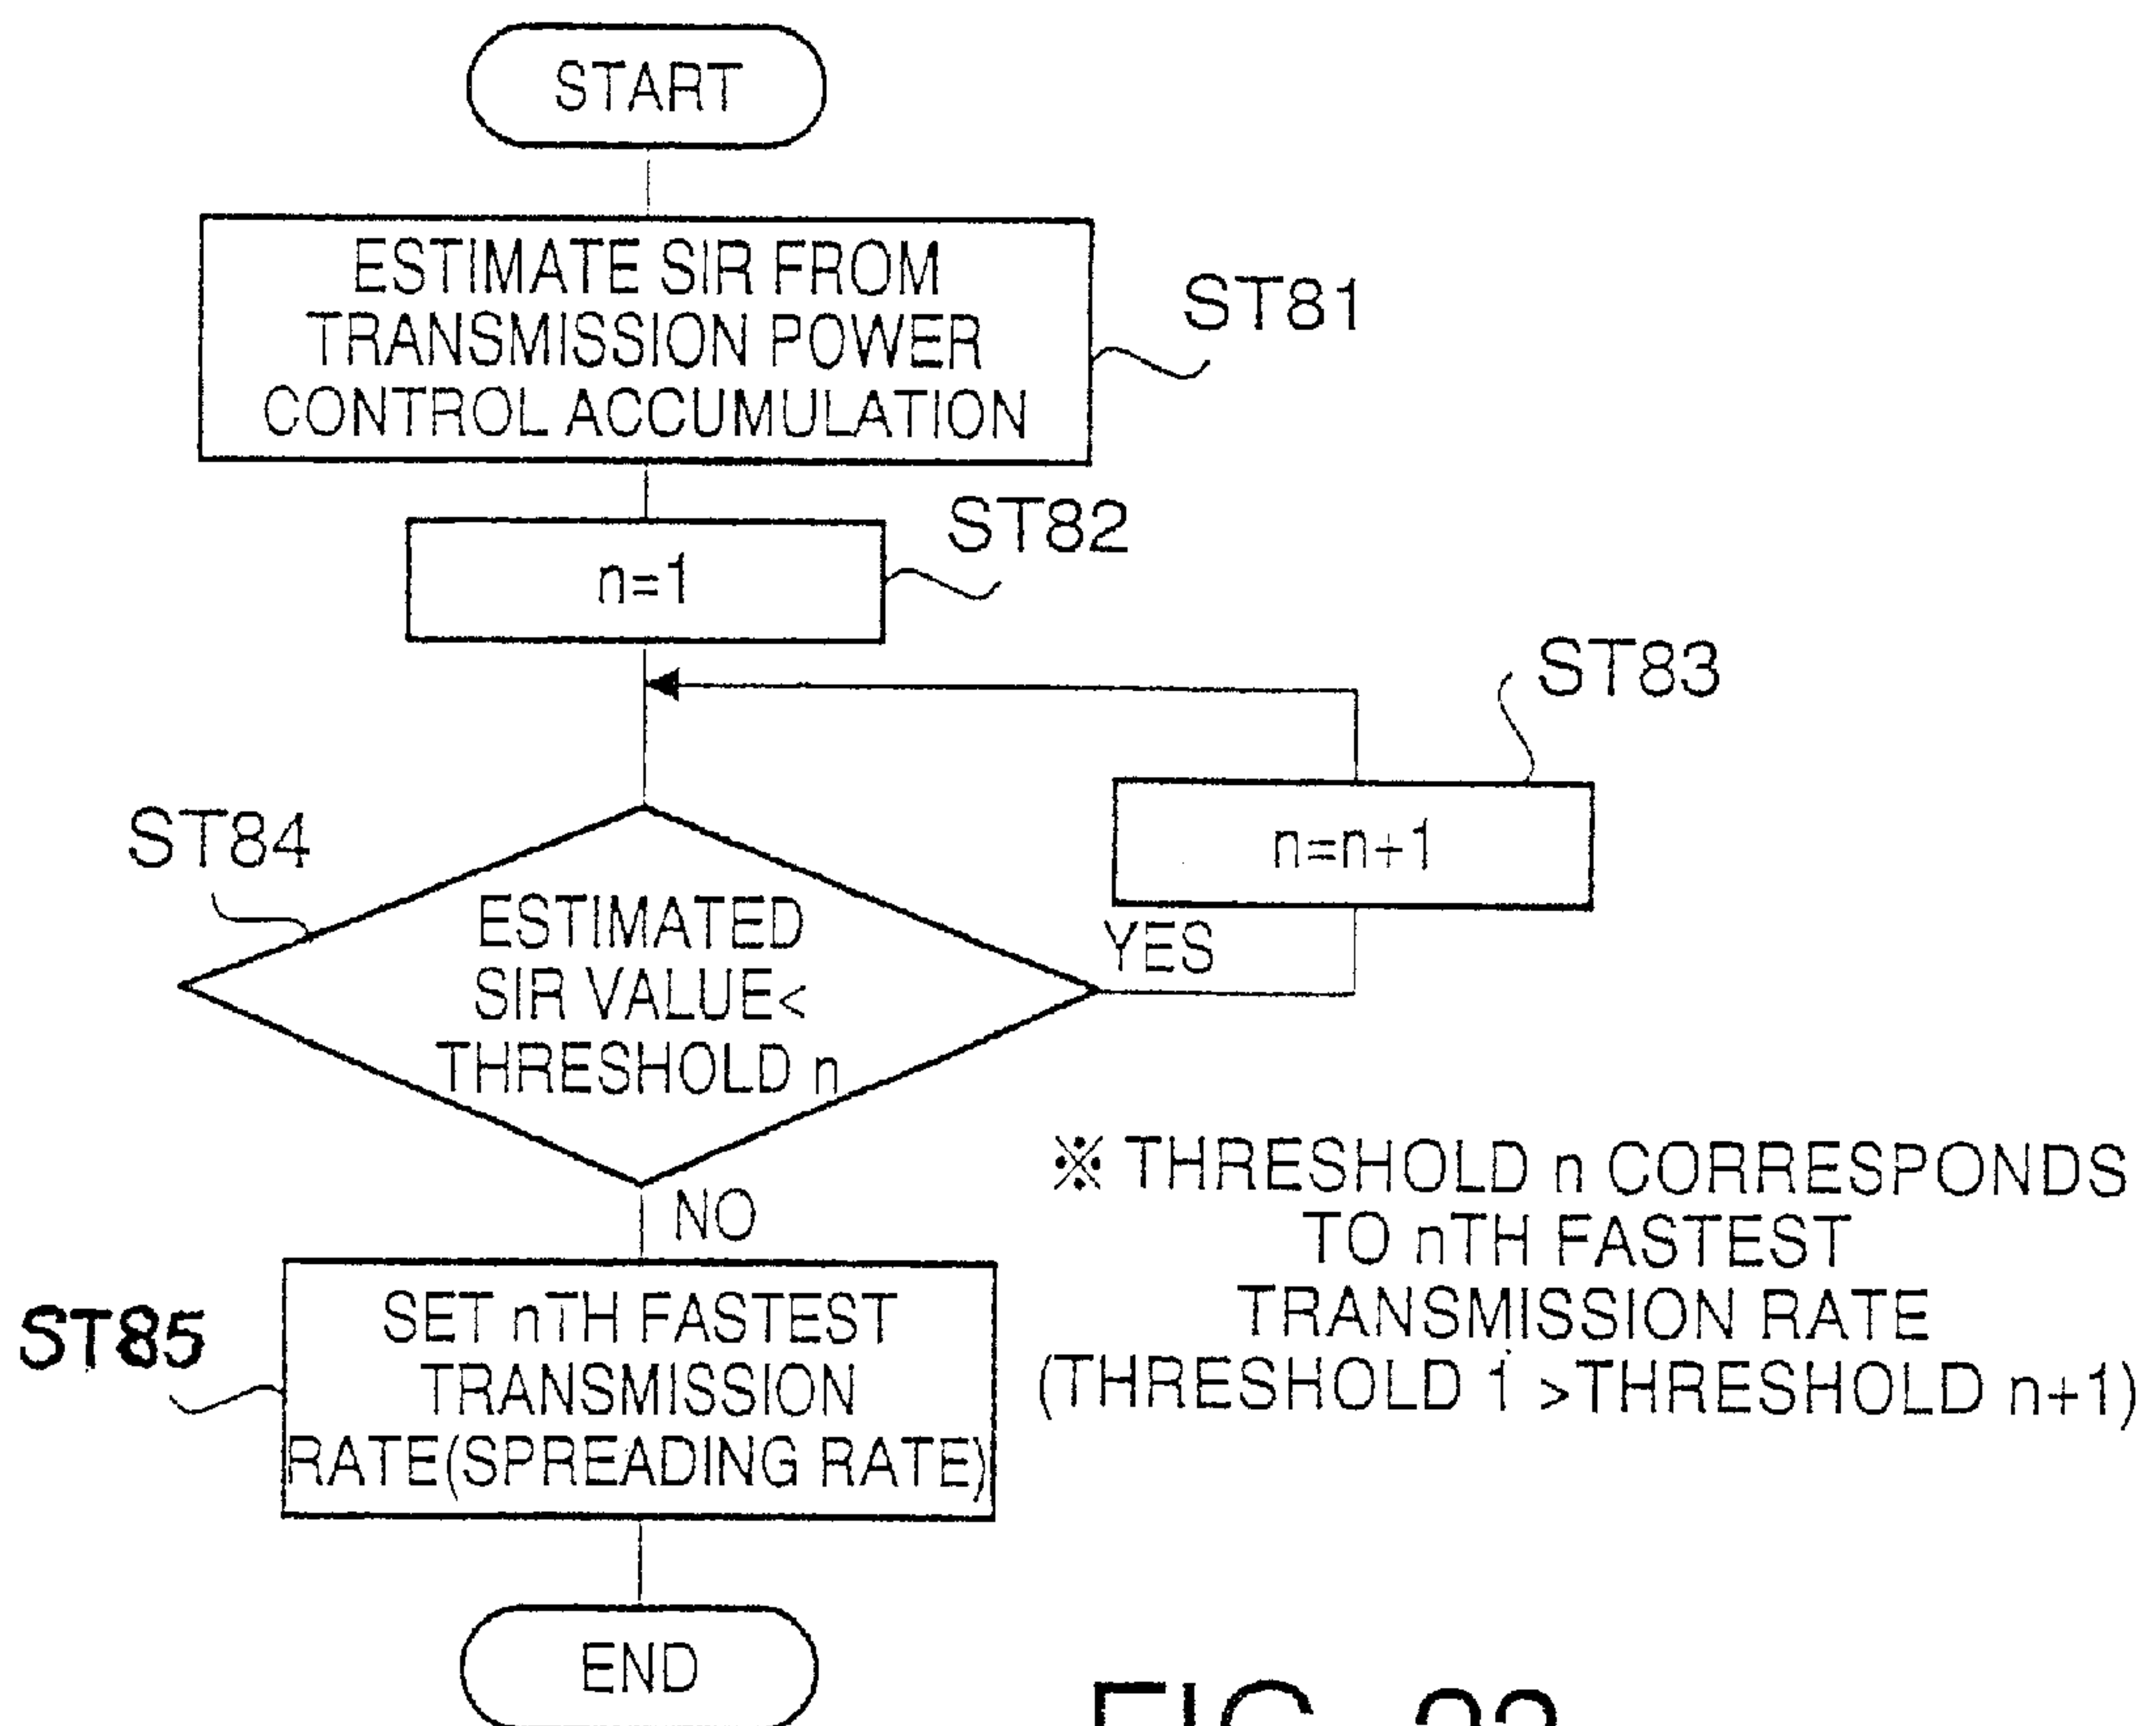 START
ESTIMATE SIR FROM
TRANSMISSION POWER
CONTROL ACCUMULATION
ST81
n=1
ST82
ST83
n=n+1
ST84
ESTIMATED
SIR VALUE<
THRESHOLD n
YES
NO
※ THRESHOLD n CORRESPONDS
TO nTH FASTEST
TRANSMISSION RATE
(THRESHOLD 1 >THRESHOLD n+1)
ST85
SET nTH FASTEST
TRANSMISSION
RATE(SPREADING RATE)
END